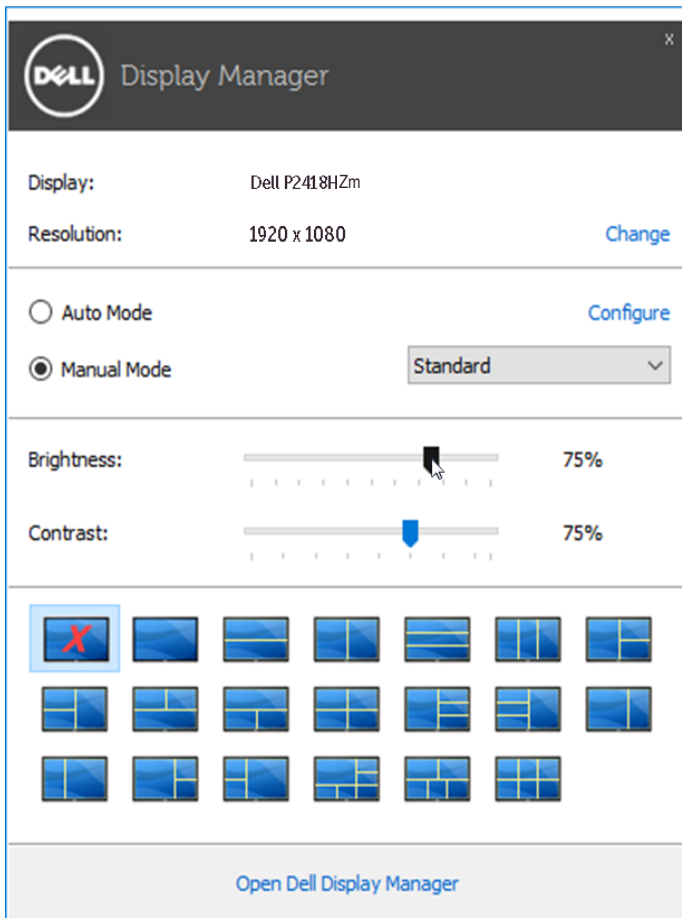 DELL Display Manager x
Display: Dell P2418HZm
Resolution: 1920 x 1080 Change
Auto Mode Configure
Manual Mode Standard
Brightness: 75%
Contrast: 75%
X
Open Dell Display Manager